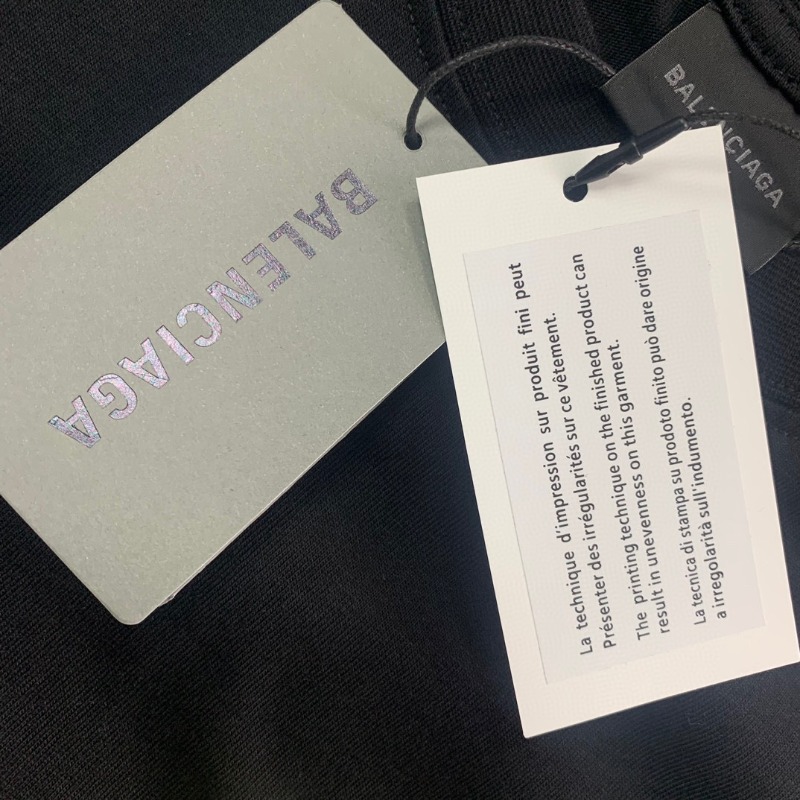 BALENCIAGA
BALENCIAGA
La technique d'impression sur produit fini peut
Présenter des irrégularités sur ce vêtement.
The printing technique on the finished product can
result in unevenness on this garment.
La tecnica di stampa su prodoto finito può dare origine
a irregolarità sull'indumento.